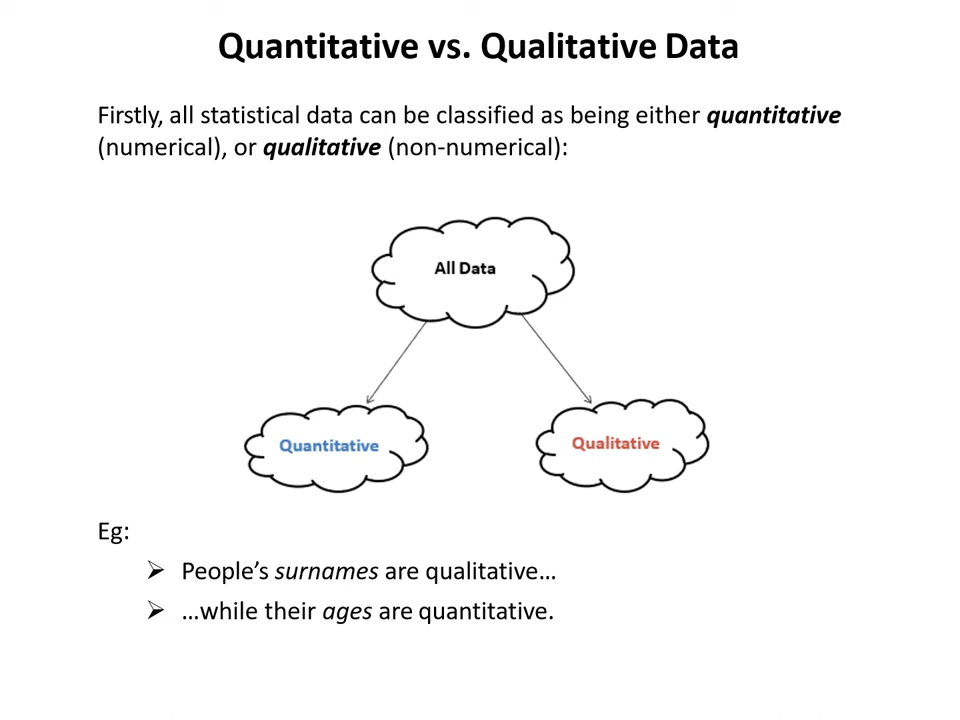 Quantitative vs. Qualitative Data
Firstly, all statistical data can be classified as being either quantitative
(numerical), or qualitative (non-numerical):
All Data
Quantitative
Qualitative
Eg:
➢ People's surnames are qualitative…
➢ …while their ages are quantitative.